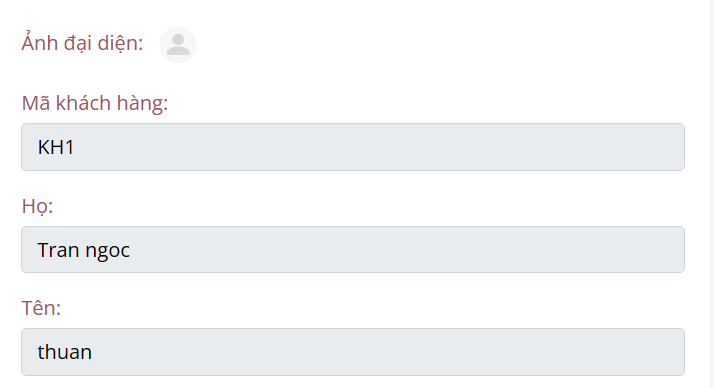 Ảnh đại diện:
Mã khách hàng:
KH1
Họ:
Tran ngoc
Tên:
thuan